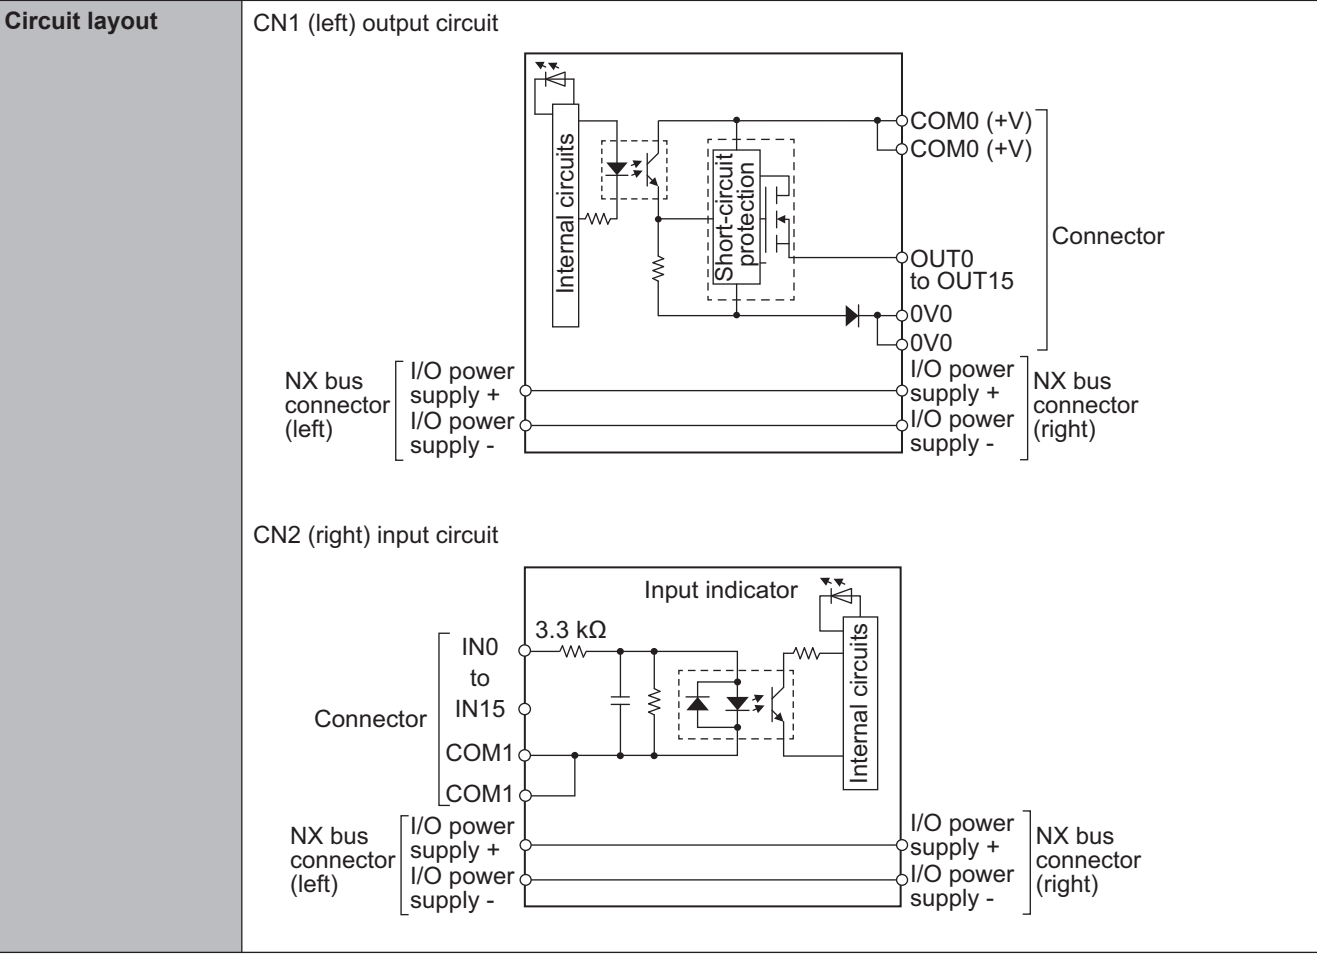 Circuit layout
CN1 (left) output circuit
Internal circuits
Short-circuit
protection
COM0 (+V)
COM0 (+V)
OUT0
to OUT15
0V0
0V0
Connector
NX bus
connector
(left)
I/O power
supply +
I/O power
supply -
I/O power
supply +
I/O power
supply -
NX bus
connector
(right)
CN2 (right) input circuit
Input indicator
3.3 kΩ
IN0
to
IN15
COM1
COM1
Connector
Internal circuits
NX bus
connector
(left)
I/O power
supply +
I/O power
supply -
I/O power
supply +
I/O power
supply -
NX bus
connector
(right)